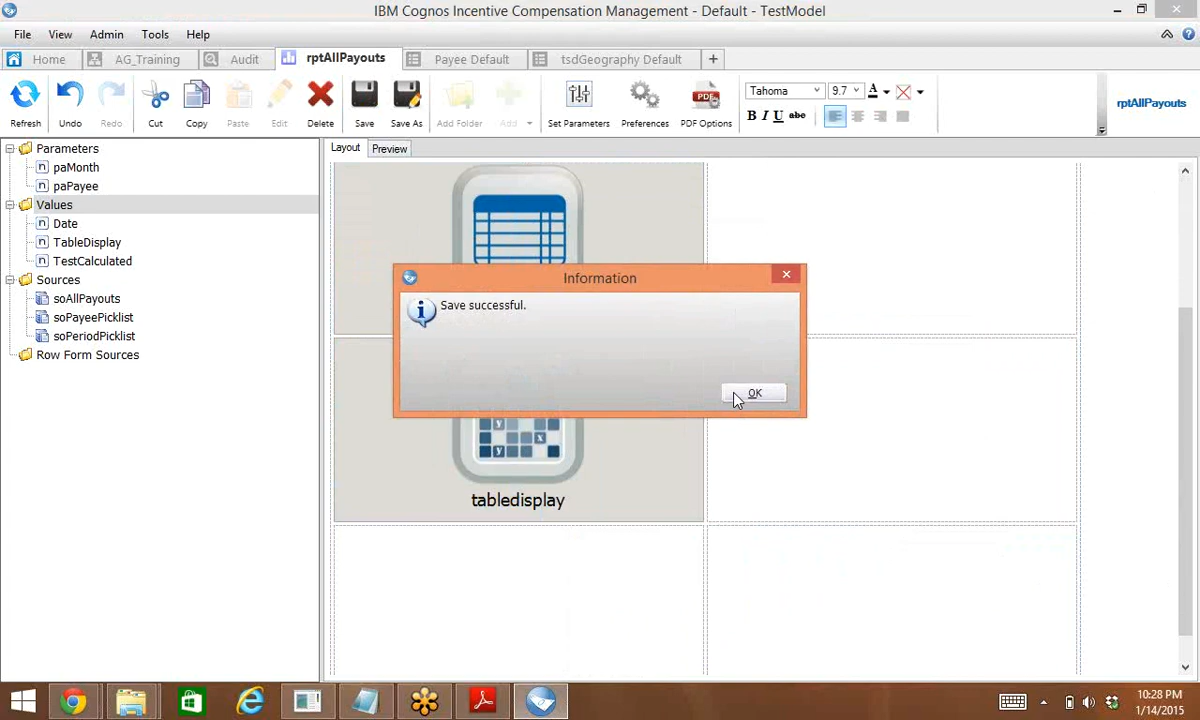 IBM Cognos Incentive Compensation Management - Default - TestModel
File View Admin Tools Help
Home AG_Training Audit rptAllPayouts Payee Default tsdGeography Default +
Refresh Undo Redo Cut Copy Paste Edit Delete Save Save As Add Folder Add Set Parameters Preferences PDF Options
PDF
Tahoma 9.7 A
B I U abc
rptAllPayouts
Layout Preview
Parameters
paMonth
paPayee
Values
Date
TableDisplay
TestCalculated
Sources
soAllPayouts
soPayeePicklist
soPeriodPicklist
Row Form Sources
Information
Save successful.
OK
y
x
y
tabledisplay
10:28 PM
1/14/2015